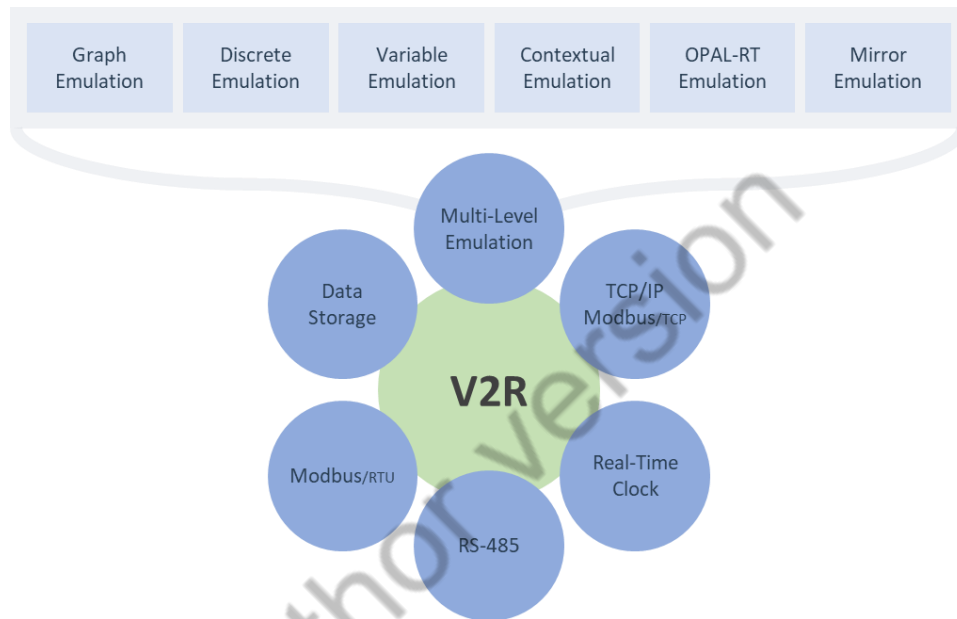 Graph
Emulation
Discrete
Emulation
Variable
Emulation
Contextual
Emulation
OPAL-RT
Emulation
Mirror
Emulation
Multi-Level
Emulation
Data
Storage
TCP/IP
Modbus/TCP
V2R
Modbus/RTU
Real-Time
Clock
RS-485
thor version